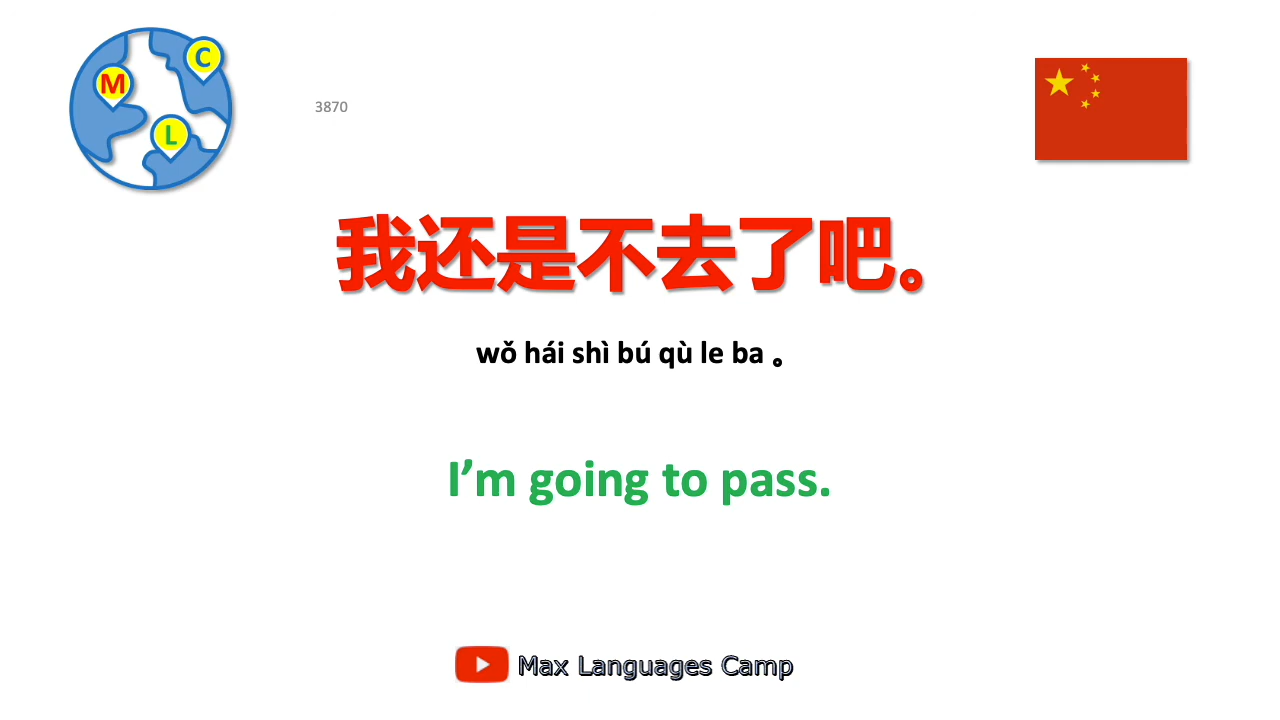 M
C
L
3870
我还是不去了吧。
wǒ hái shì bú qù le ba 。
I’m going to pass.
Max Languages Camp